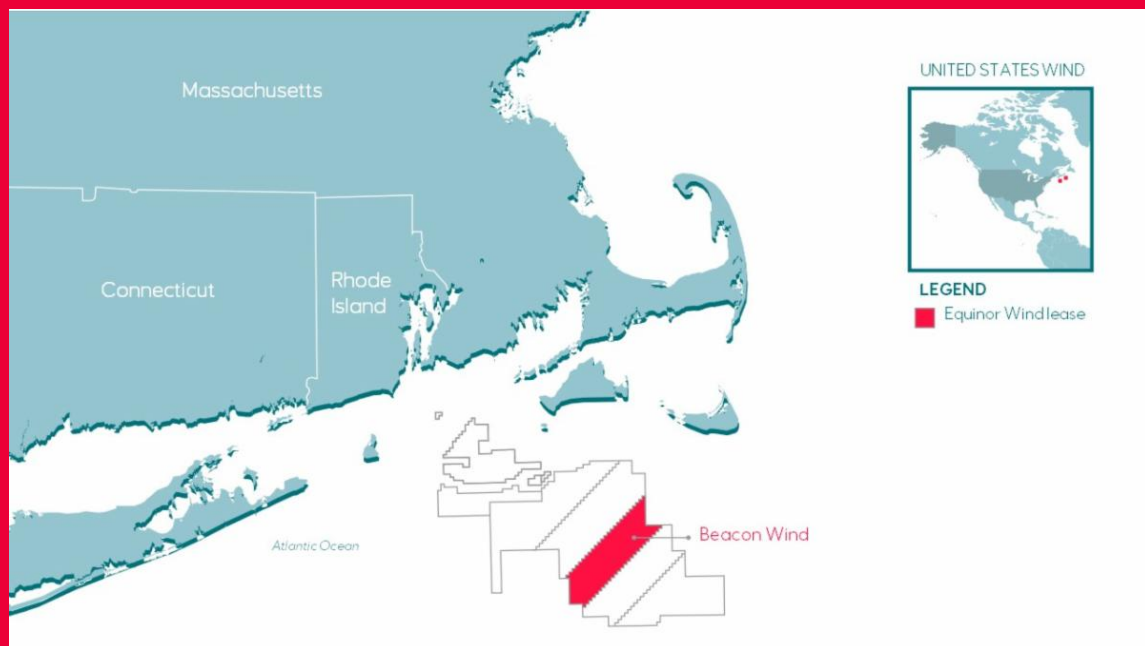 Massachusetts
UNITED STATES WIND
Connecticut
Rhode
Island
LEGEND
Equinor Wind lease
Beacon Wind
Atlantic Ocean